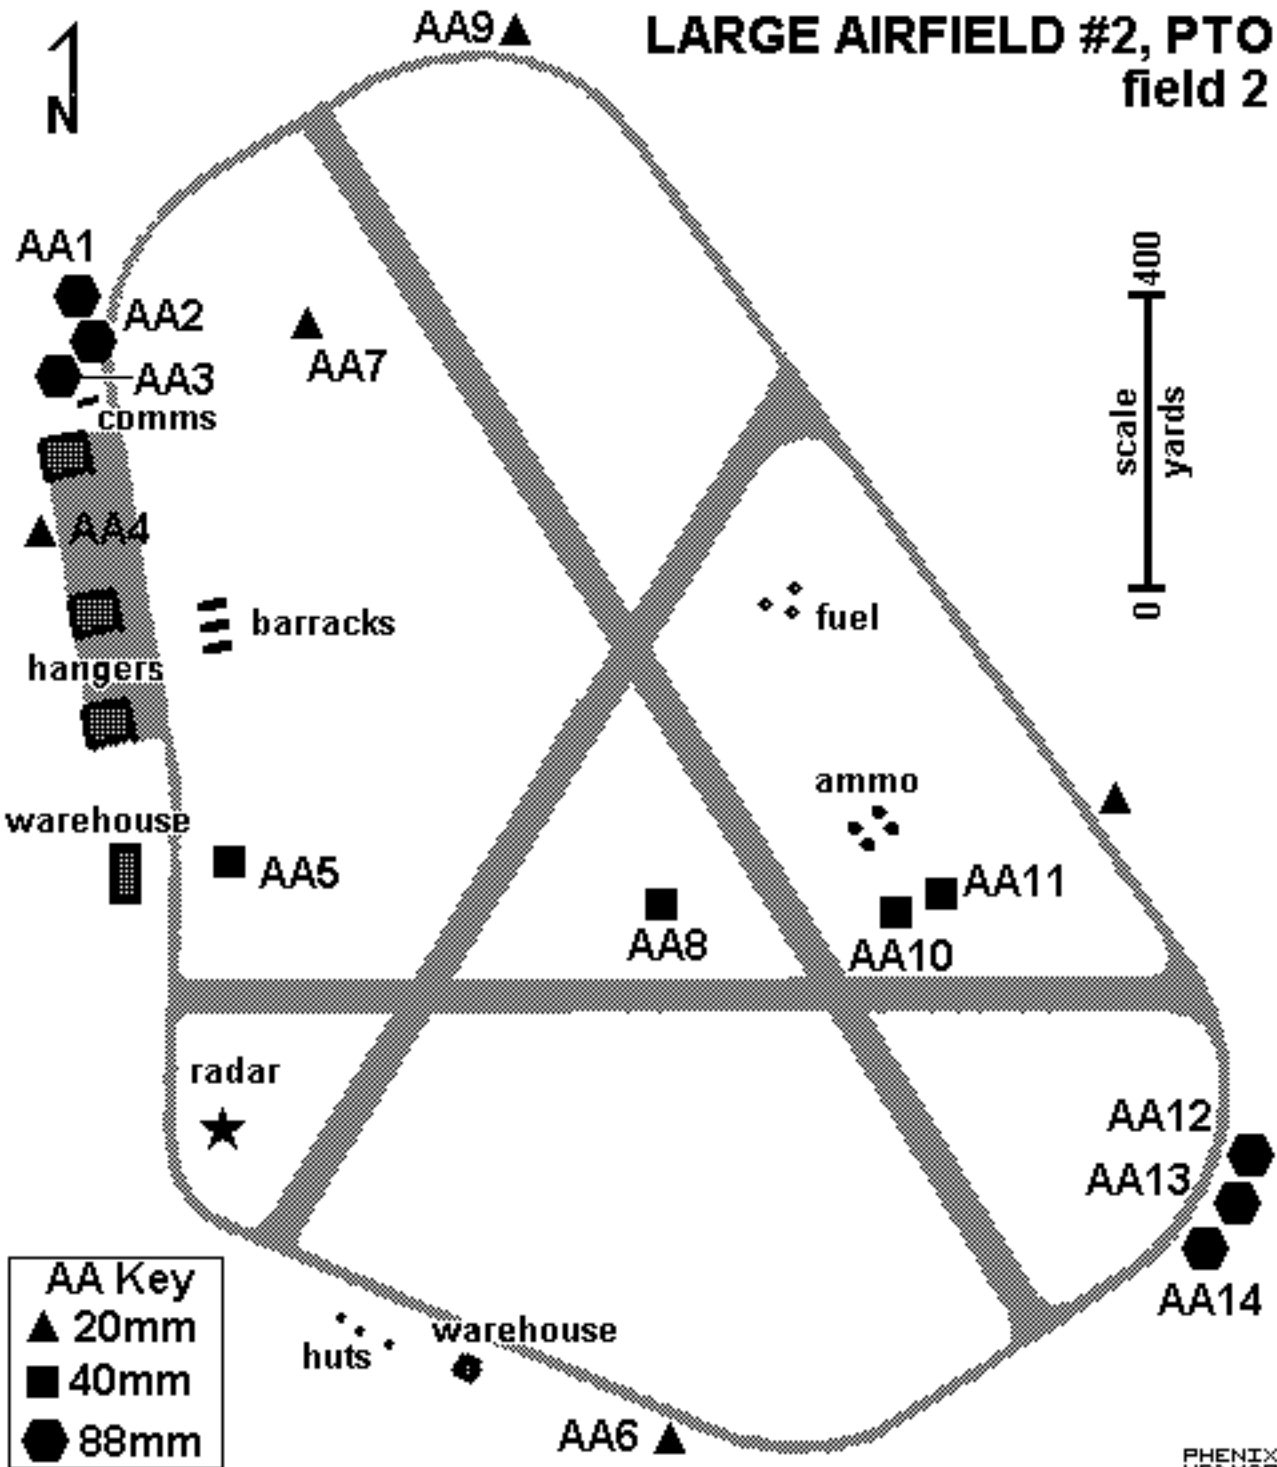 AA9
LARGE AIRFIELD #2, PTO
field 2
N
AA1
AA2
AA7
AA3
comms
400
scale
yards
0
AA4
barracks
fuel
hangers
ammo
warehouse
AA5
AA11
AA8
AA10
radar
AA12
AA13
AA14
AA Key
20mm
40mm
88mm
huts
warehouse
AA6
PHENIX